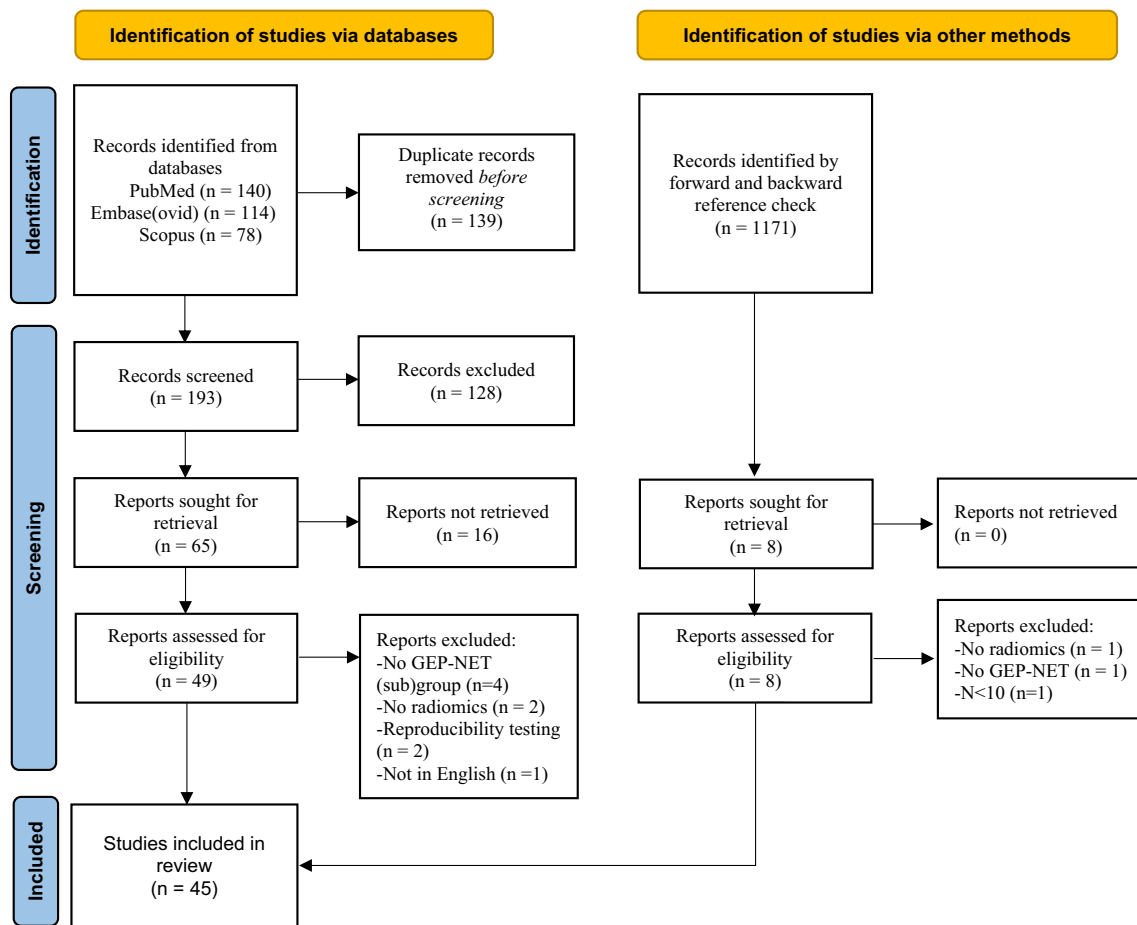 Identification of studies via databases
Identification of studies via other methods
Identification
Records identified from
databases
PubMed (n = 140)
Embase(ovid) (n = 114)
Scopus (n = 78)
Duplicate records
removed before
screening
(n = 139)
Records identified by
forward and backward
reference check
(n = 1171)
Screening
Records screened
(n = 193)
Records excluded
(n = 128)
Reports sought for
retrieval
(n = 65)
Reports not retrieved
(n = 16)
Reports sought for
retrieval
(n = 8)
Reports not retrieved
(n = 0)
Reports assessed for
eligibility
(n = 49)
Reports excluded:
-No GEP-NET
(sub)group (n=4)
-No radiomics (n = 2)
-Reproducibility testing
(n = 2)
-Not in English (n =1)
Reports assessed for
eligibility
(n = 8)
Reports excluded:
-No radiomics (n = 1)
-No GEP-NET (n = 1)
-N<10 (n=1)
Included
Studies included in
review
(n = 45)